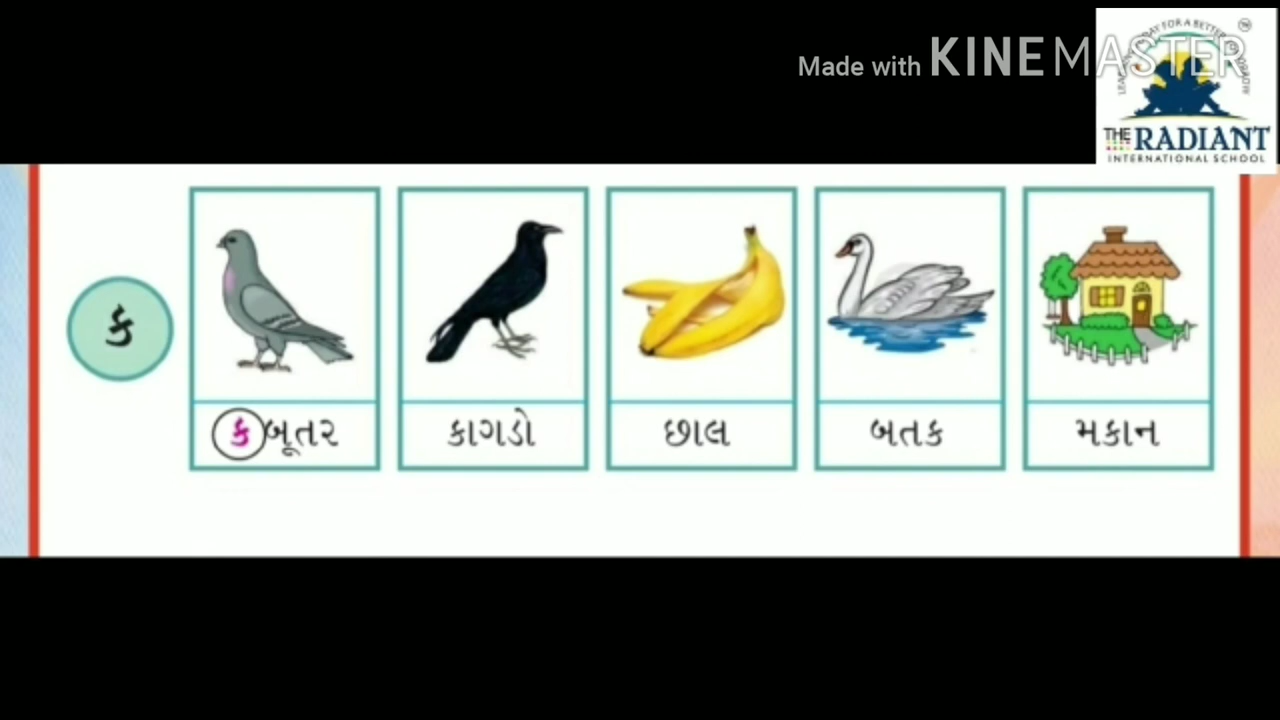 Made with KINEMASTER
THE RADIANT
INTERNATIONAL SCHOOL
ક
કબૂતર
કાગડો
છાલ
બતક
મકાન